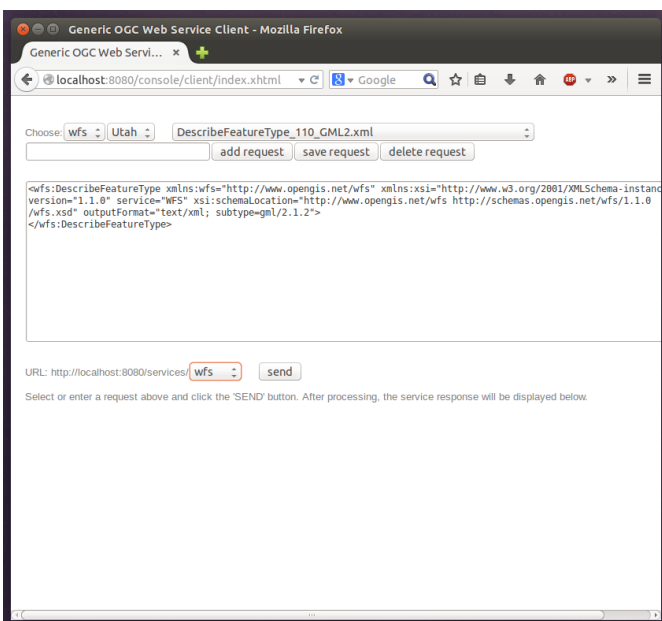 Generic OGC Web Service Client - Mozilla Firefox
Generic OGC Web Servi... ×
localhost:8080/console/client/index.xhtml Google
Choose: wfs Utah DescribeFeatureType_110_GML2.xml
add request save request delete request
<wfs:DescribeFeatureType xmlns:wfs="http://www.opengis.net/wfs" xmlns:xsi="http://www.w3.org/2001/XMLSchema-instanc
version="1.1.0" service="WFS" xsi:schemaLocation="http://www.opengis.net/wfs http://schemas.opengis.net/wfs/1.1.0
/wfs.xsd" outputFormat="text/xml; subtype=gml/2.1.2">
</wfs:DescribeFeatureType>
URL: http://localhost:8080/services/ wfs send
Select or enter a request above and click the 'SEND' button. After processing, the service response will be displayed below.